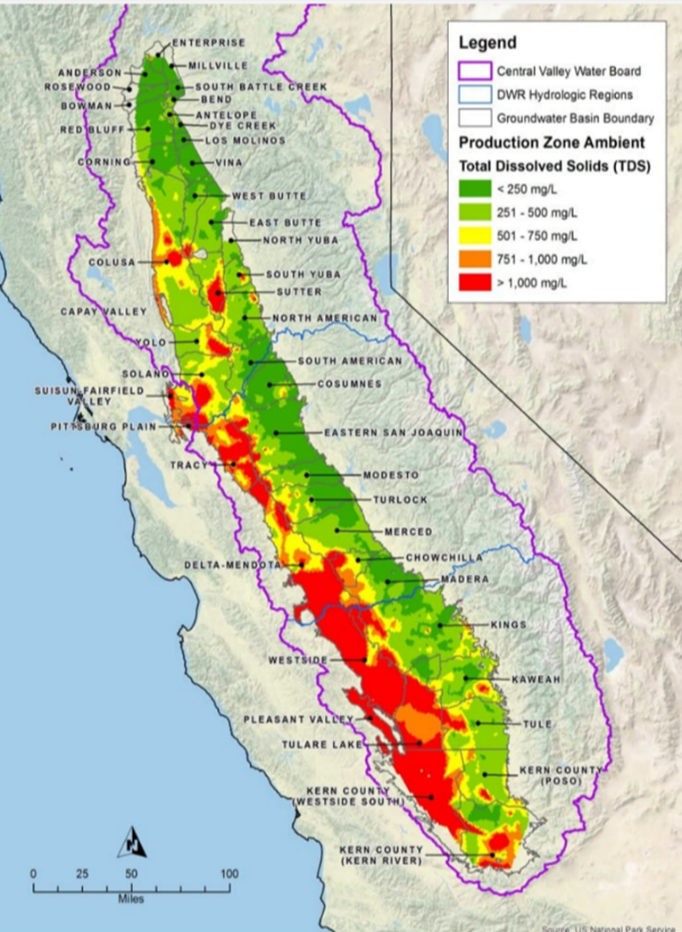 Legend
Central Valley Water Board
DWR Hydrologic Regions
Groundwater Basin Boundary
Production Zone Ambient
Total Dissolved Solids (TDS)
< 250 mg/L
251 - 500 mg/L
501 - 750 mg/L
751 - 1,000 mg/L
> 1,000 mg/L
ENTERPRISE
MILLVILLE
ANDERSON
ROSEWOOD
SOUTH BATTLE CREEK
BEND
BOWMAN
ANTELOPE
DYE CREEK
RED BLUFF
LOS MOLINOS
CORNING
VINA
WEST BUTTE
EAST BUTTE
NORTH YUBA
COLUSA
SOUTH YUBA
SUTTER
CAPAY VALLEY
NORTH AMERICAN
YOLO
SOUTH AMERICAN
SOLANO
COSUMNES
SUISUN-FAIRFIELD
VALLEY
PITTSBURG PLAIN
EASTERN SAN JOAQUIN
TRACY
MODESTO
TURLOCK
MERCED
DELTA-MENDOTA
CHOWCHILLA
MADERA
KINGS
WESTSIDE
KAWEAH
PLEASANT VALLEY
TULE
TULARE LAKE
KERN COUNTY
(POSO)
KERN COUNTY
(WESTSIDE SOUTH)
KERN COUNTY
(KERN RIVER)
N
0 25 50 100
Miles
Source: US National Park Service